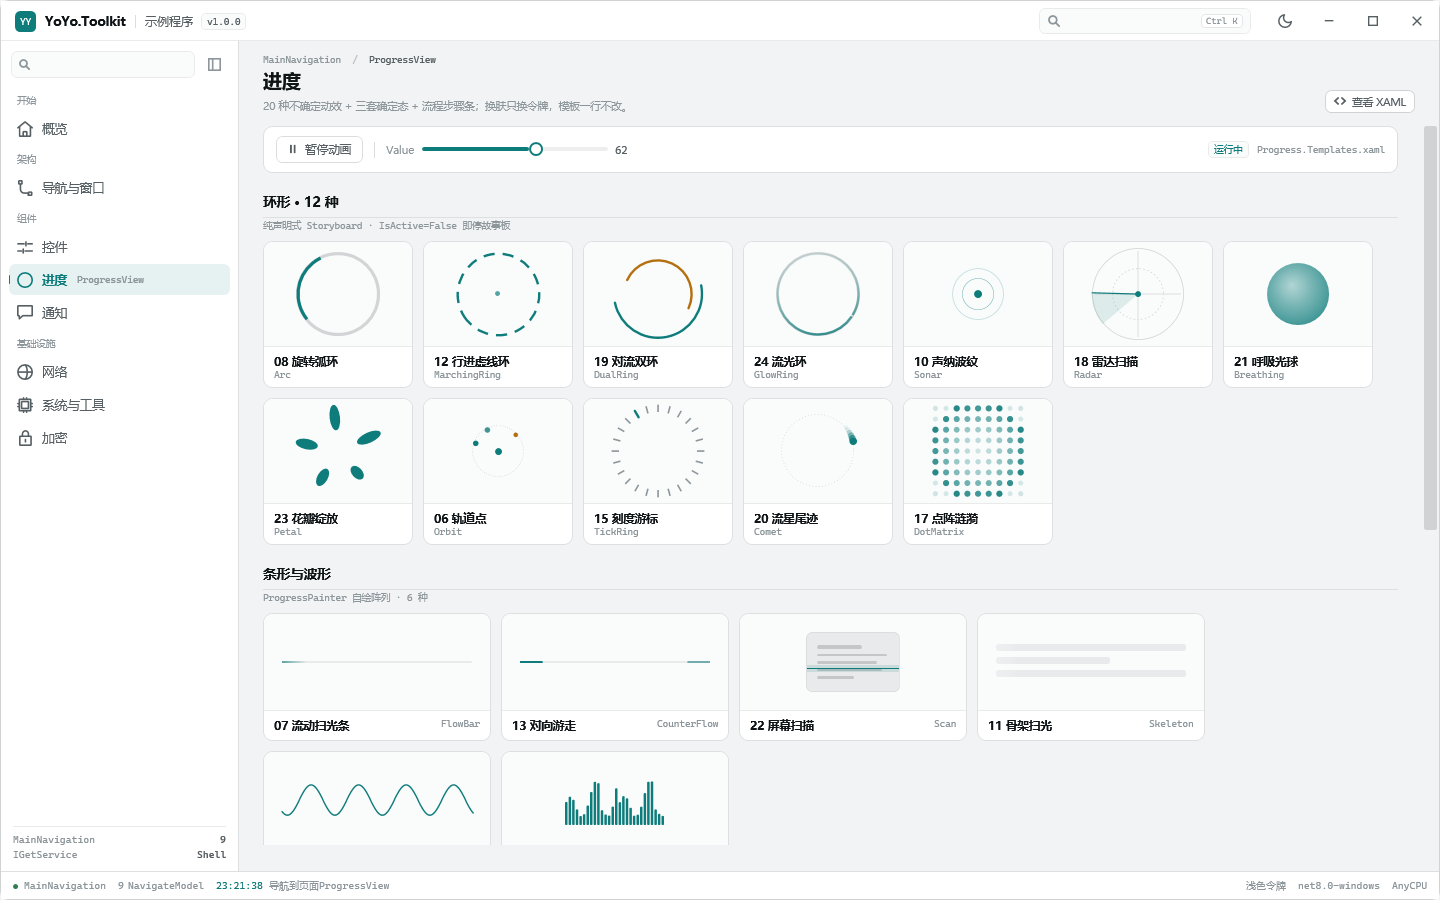 YY YoYo.Toolkit 示例程序 v1.0.0 Ctrl K
开始
概览
架构
导航与窗口
组件
控件
进度 ProgressView
通知
基础设施
网络
系统与工具
加密
MainNavigation 9
IGetService Shell
MainNavigation / ProgressView
进度
20 种不确定动效 + 三套确定态 + 流程步骤条；换肤只换令牌，模板一行不改。
查看 XAML
暂停动画 Value 62 运行中 Progress.Templates.xaml
环形 • 12 种
纯声明式 Storyboard · IsActive=False 即停故事板
08 旋转弧环
Arc
12 行进虚线环
MarchingRing
19 对流双环
DualRing
24 流光环
GlowRing
10 声纳波纹
Sonar
18 雷达扫描
Radar
21 呼吸光球
Breathing
23 花瓣绽放
Petal
06 轨道点
Orbit
15 刻度游标
TickRing
20 流星尾迹
Comet
17 点阵涟漪
DotMatrix
条形与波形
ProgressPainter 自绘阵列 · 6 种
07 流动扫光条 FlowBar
13 对向游走 CounterFlow
22 屏幕扫描 Scan
11 骨架扫光 Skeleton
MainNavigation 9 NavigateModel 23:21:38 导航到页面ProgressView 浅色令牌 net8.0-windows AnyCPU